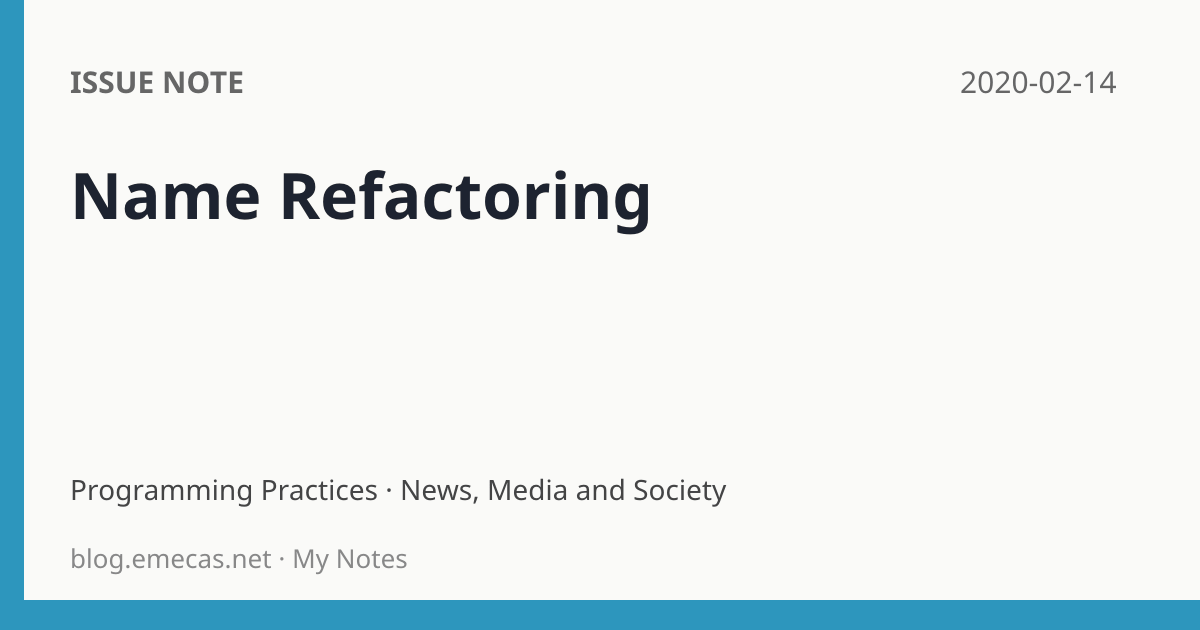 ISSUE NOTE
2020-02-14
Name Refactoring
Programming Practices · News, Media and Society
blog.emecas.net · My Notes